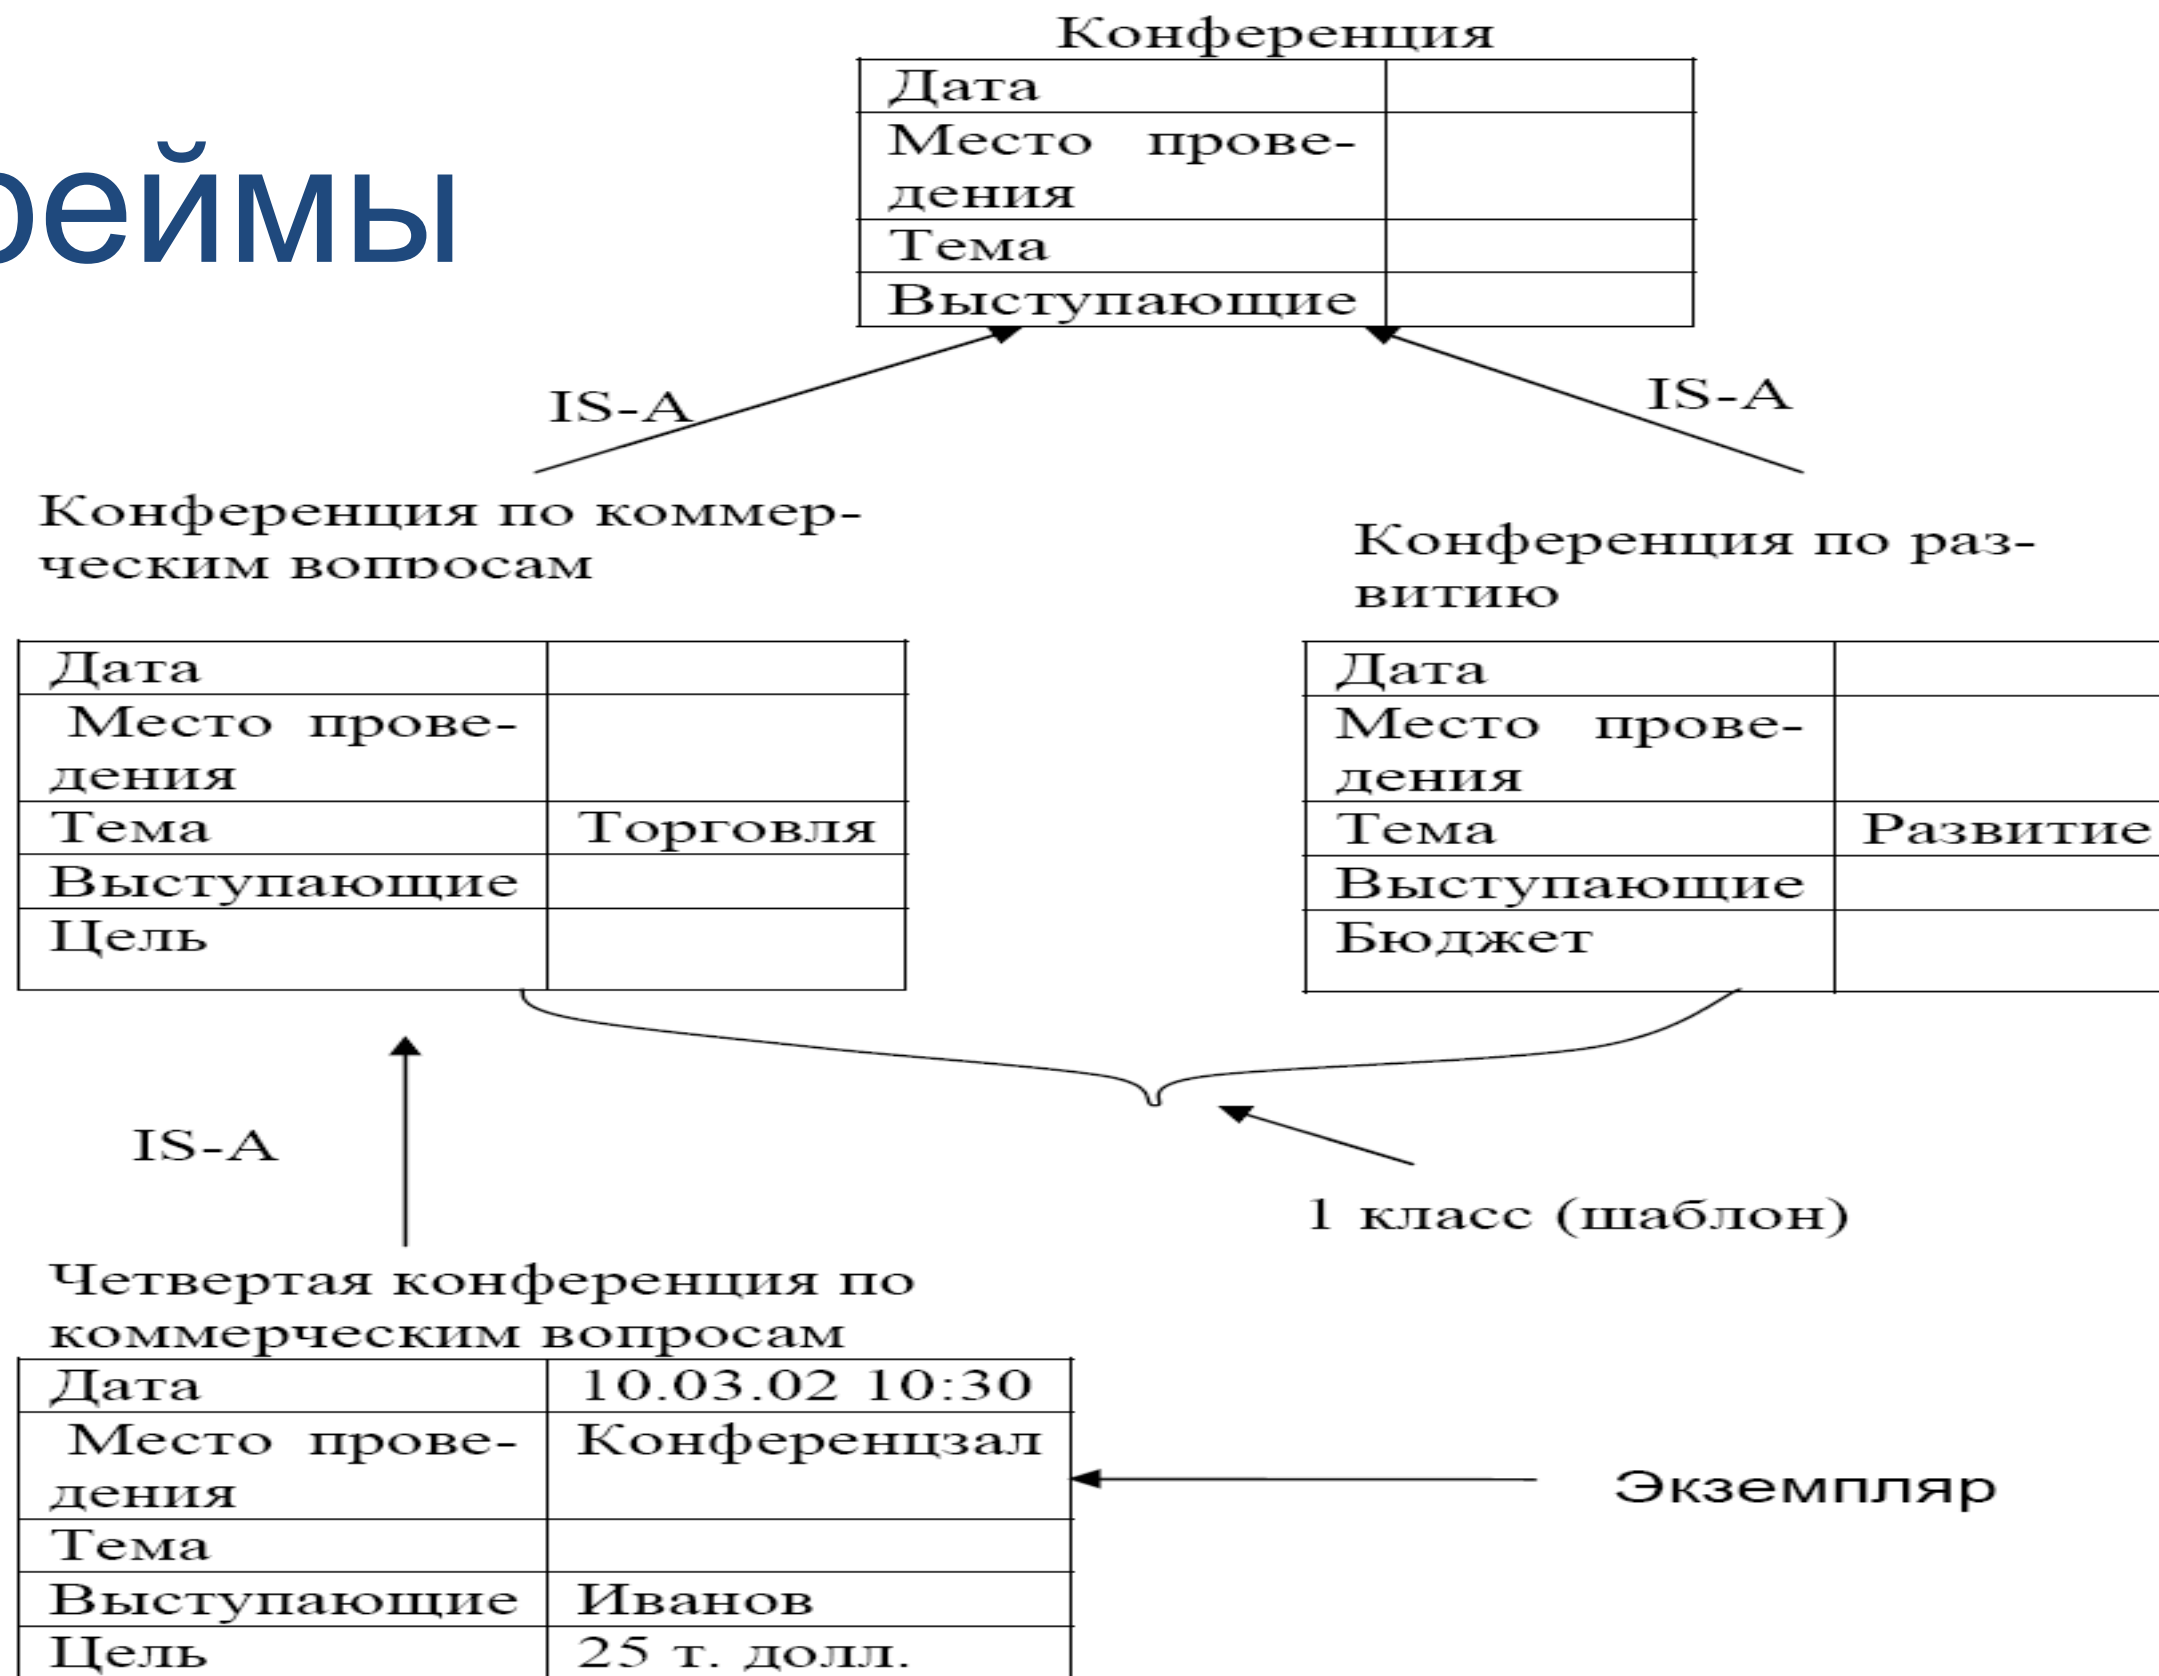 Конференция
Дата
Место прове-
дения
Тема
Выступающие
реймы
IS-A
IS-A
Конференция по коммер-
ческим вопросам
Дата
Место прове-
дения
Тема Торговля
Выступающие
Цель
Конференция по раз-
витию
Дата
Место прове-
дения
Тема Развитие
Выступающие
Бюджет
IS-A
1 класс (шаблон)
Четвертая конференция по
коммерческим вопросам
Дата 10.03.02 10:30
Место прове- Конференцзал
дения
Тема
Выступающие Иванов
Цель 25 т. долл.
Экземпляр